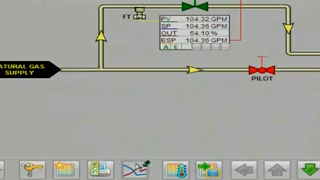 FT
PV 104.32 GPM
SP 104.36 GPM
OUT 54.10 %
ESP 104.36 GPM
A E
NATURAL GAS
SUPPLY
PILOT